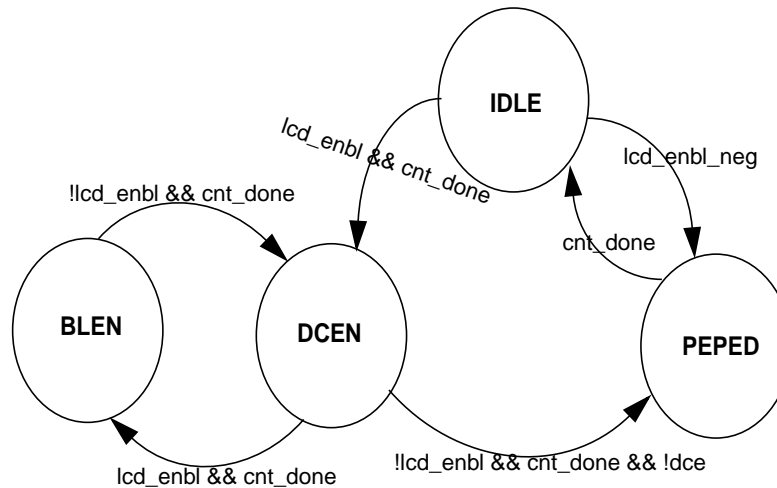 IDLE
lcd_enbl && cnt_done
lcd_enbl_neg
!lcd_enbl && cnt_done
cnt_done
BLEN
DCEN
PEPED
!lcd_enbl && cnt_done && !dce
lcd_enbl && cnt_done